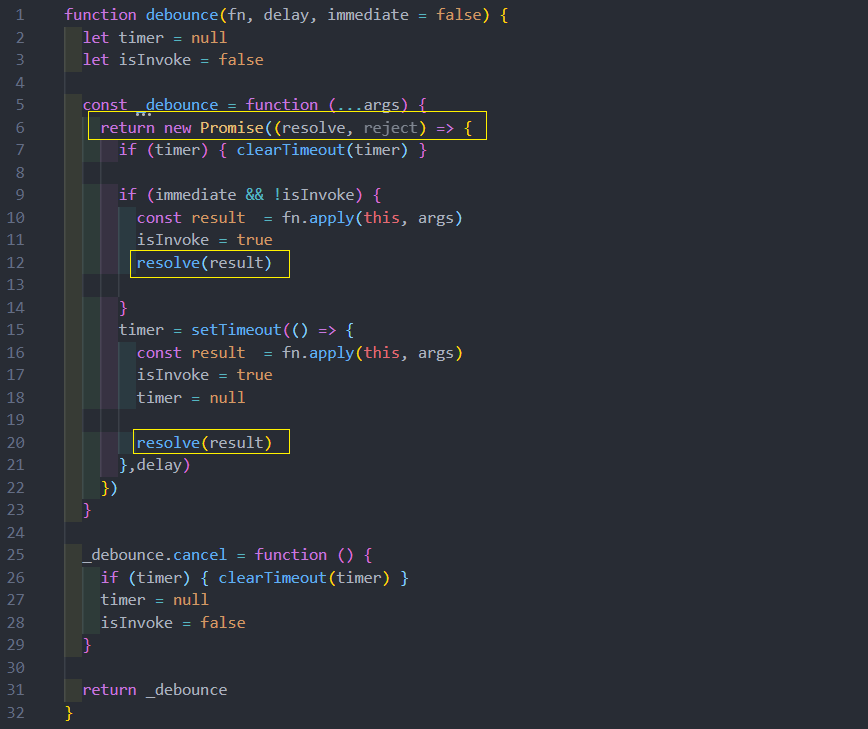 1 function debounce(fn, delay, immediate = false) {
2 let timer = null
3 let isInvoke = false
4
5 const _debounce = function (...args) {
6 return new Promise((resolve, reject) => {
7 if (timer) { clearTimeout(timer) }
8
9 if (immediate && !isInvoke) {
10 const result  = fn.apply(this, args)
11 isInvoke = true
12 resolve(result)
13
14 }
15 timer = setTimeout(() => {
16 const result  = fn.apply(this, args)
17 isInvoke = true
18 timer = null
19
20 resolve(result)
21 },delay)
22 })
23 }
24
25 _debounce.cancel = function () {
26 if (timer) { clearTimeout(timer) }
27 timer = null
28 isInvoke = false
29 }
30
31 return _debounce
32 }